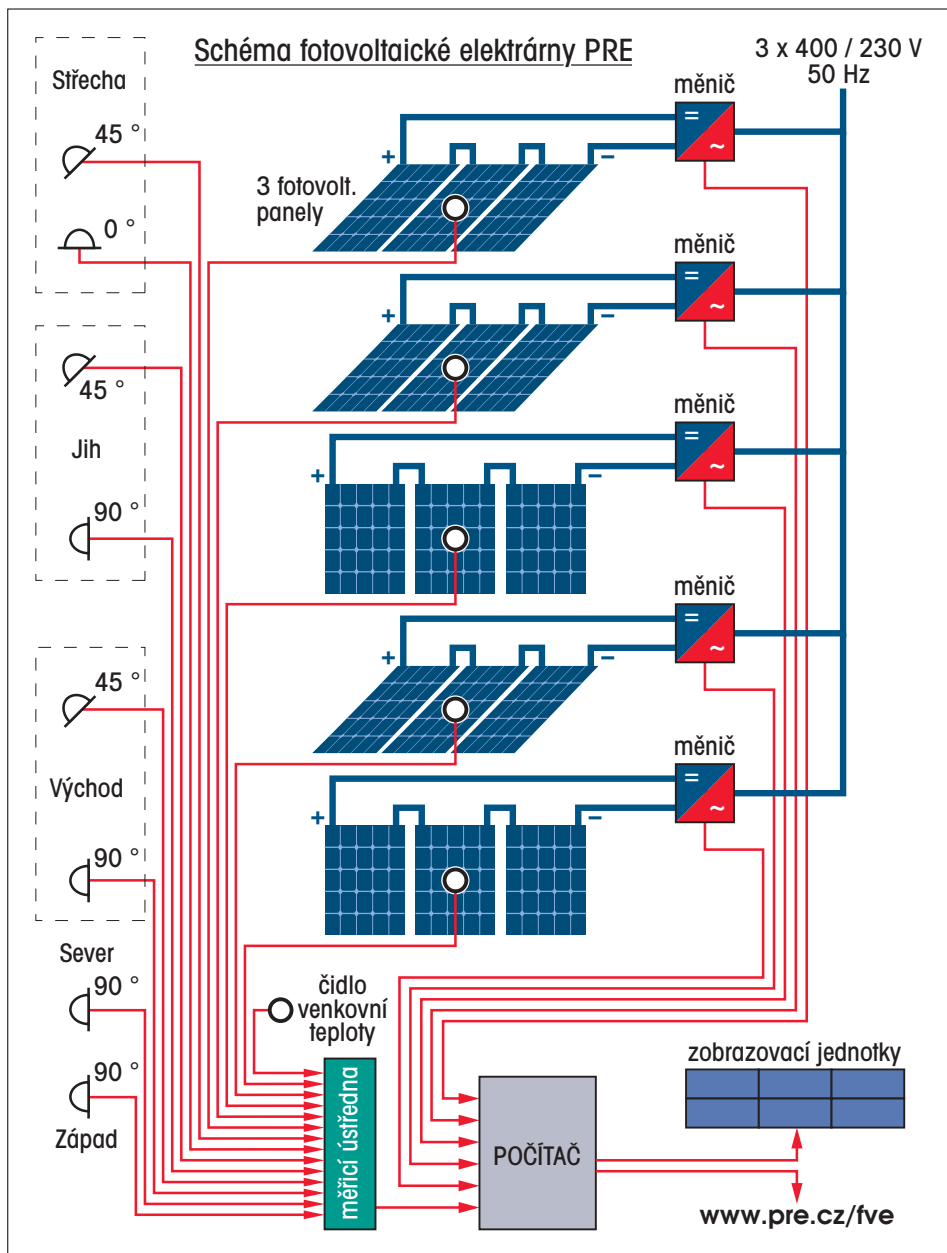 Schéma fotovoltaické elektrárny PRE
3 x 400 / 230 V
50 Hz
Střecha
45 °
0 °
45 °
Jih
90 °
45 °
Východ
90 °
Sever
90 °
90 °
Západ
měnič
=
~
+
−
3 fotovolt.
panely
měnič
=
~
+
−
měnič
=
~
+
−
měnič
=
~
+
−
měnič
=
~
+
−
čidlo
venkovní
teploty
měřicí ústředna
POČÍTAČ
zobrazovací jednotky
www.pre.cz/fve